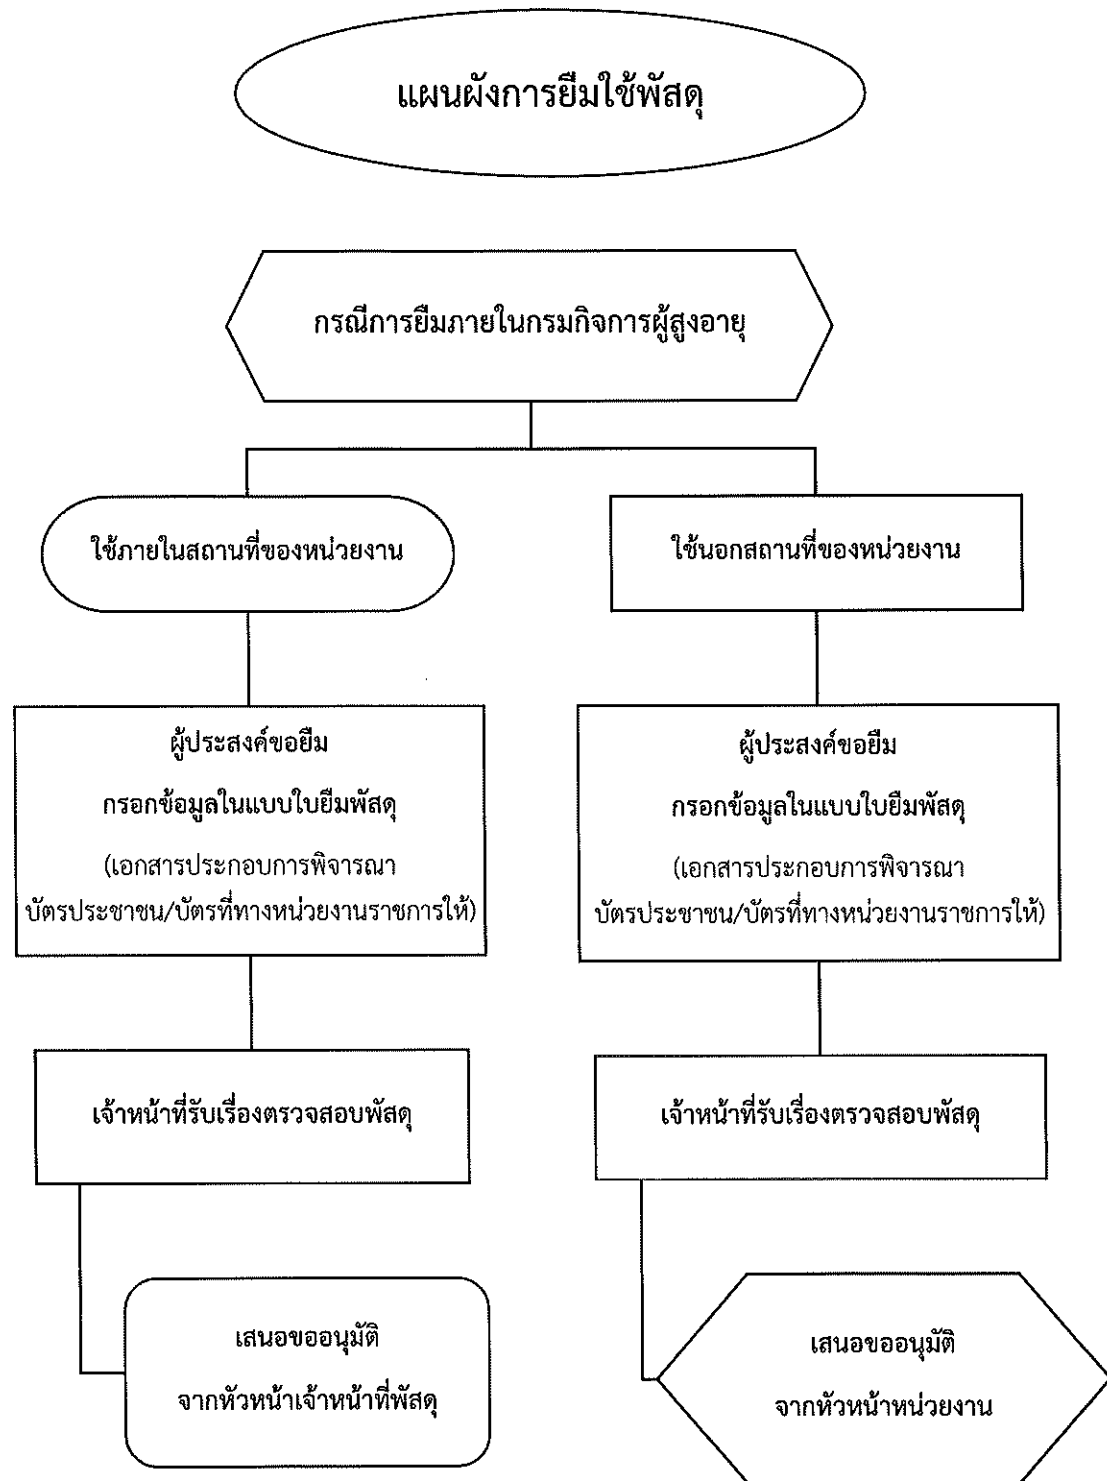 แผนผังการยืมใช้พัสดุ
กรณีการยืมภายในกรมกิจการผู้สูงอายุ
ใช้ภายในสถานที่ของหน่วยงาน
ใช้นอกสถานที่ของหน่วยงาน
ผู้ประสงค์ขอยืม
กรอกข้อมูลในแบบใบยืมพัสดุ
(เอกสารประกอบการพิจารณา
บัตรประชาชน/บัตรที่ทางหน่วยงานราชการให้)
ผู้ประสงค์ขอยืม
กรอกข้อมูลในแบบใบยืมพัสดุ
(เอกสารประกอบการพิจารณา
บัตรประชาชน/บัตรที่ทางหน่วยงานราชการให้)
เจ้าหน้าที่รับเรื่องตรวจสอบพัสดุ
เจ้าหน้าที่รับเรื่องตรวจสอบพัสดุ
เสนอขออนุมัติ
จากหัวหน้าเจ้าหน้าที่พัสดุ
เสนอขออนุมัติ
จากหัวหน้าหน่วยงาน